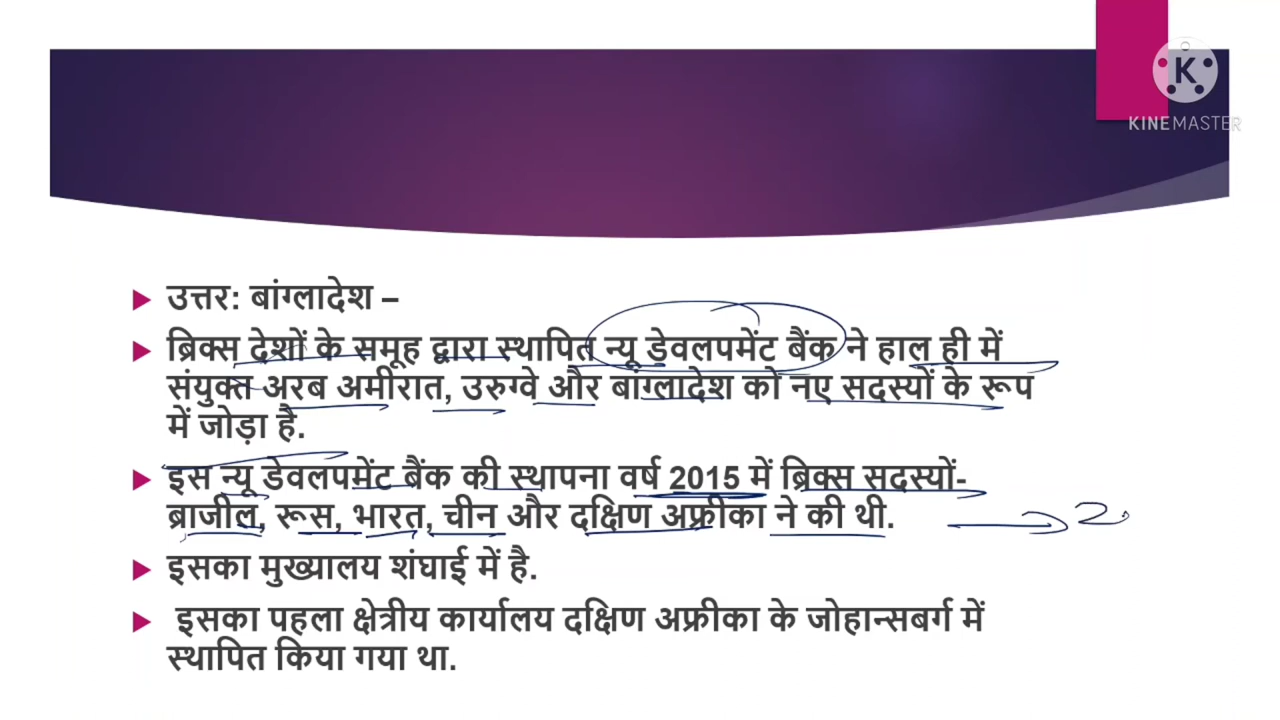 K
KINEMASTER
उत्तर: बांग्लादेश –
ब्रिक्स देशों के समूह द्वारा स्थापित न्यू डेवलपमेंट बैंक ने हाल ही में
संयुक्त अरब अमीरात, उरुग्वे और बांग्लादेश को नए सदस्यों के रूप
में जोड़ा है.
इस न्यू डेवलपमेंट बैंक की स्थापना वर्ष 2015 में ब्रिक्स सदस्यों-
ब्राजील, रूस, भारत, चीन और दक्षिण अफ्रीका ने की थी. 2
इसका मुख्यालय शंघाई में है.
इसका पहला क्षेत्रीय कार्यालय दक्षिण अफ्रीका के जोहान्सबर्ग में
स्थापित किया गया था.